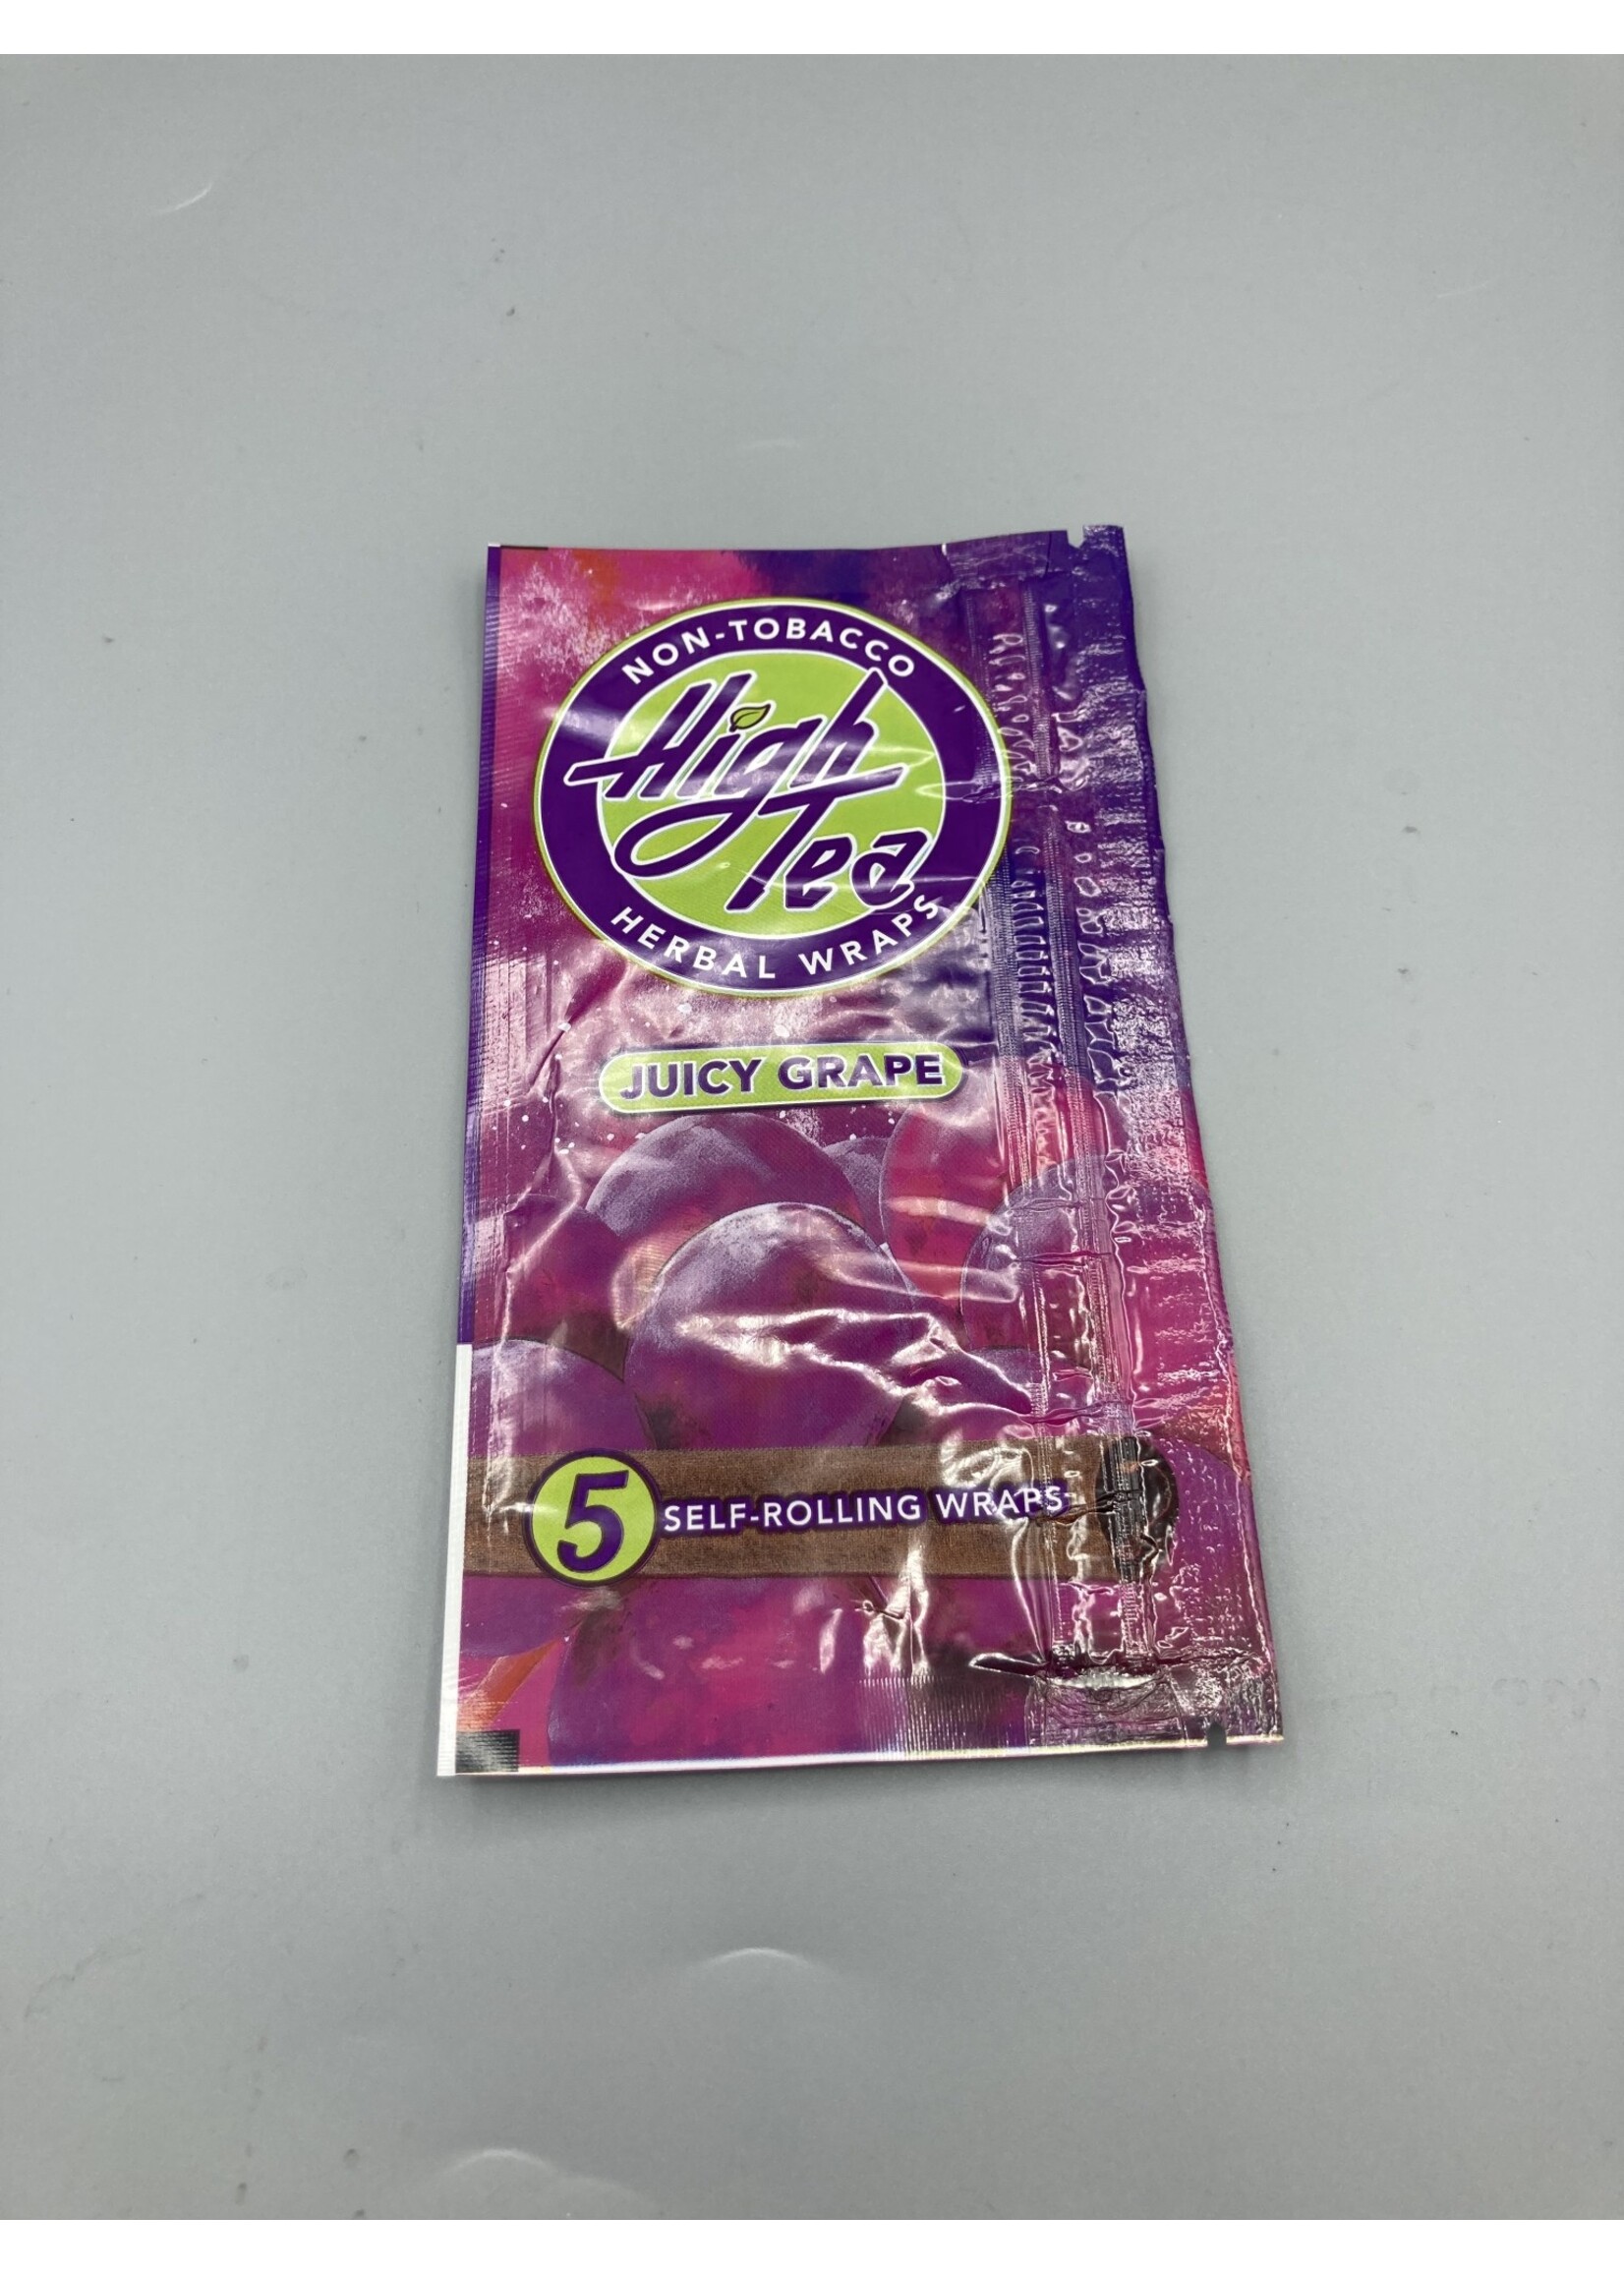 NON-TOBACCO
High
Tea
HERBAL WRAPS
JUICY GRAPE
5 SELF-ROLLING WRAPS